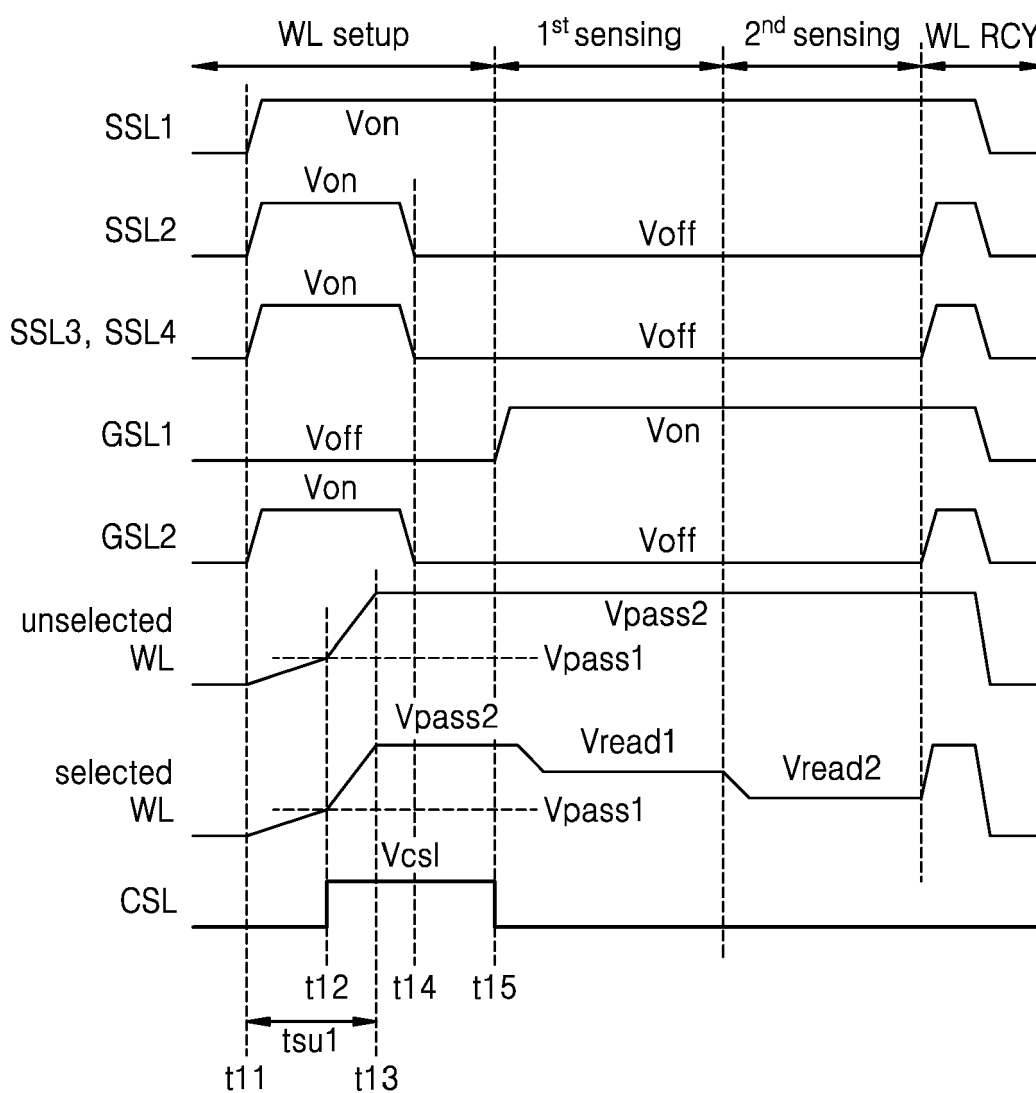 WL setup
1st sensing
2nd sensing
WL RCY
SSL1
Von
SSL2
Von
Voff
SSL3, SSL4
Von
Voff
GSL1
Voff
Von
GSL2
Von
Voff
unselected
WL
Vpass2
Vpass1
selected
WL
Vpass2
Vread1
Vread2
Vpass1
CSL
Vcsl
t12
t14
t15
tsu1
t11
t13